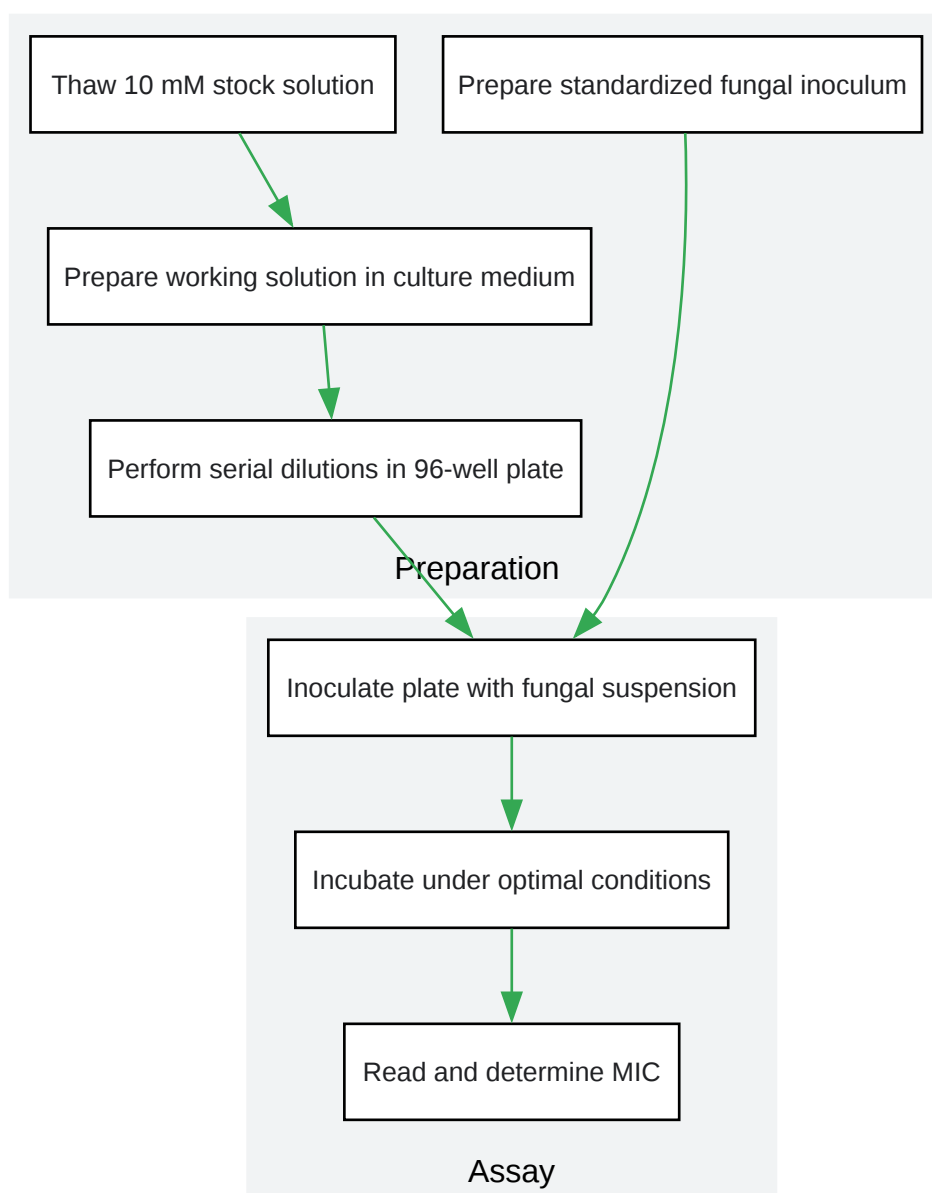 Thaw 10 mM stock solution
Prepare standardized fungal inoculum
Prepare working solution in culture medium
Perform serial dilutions in 96-well plate
Preparation
Inoculate plate with fungal suspension
Incubate under optimal conditions
Read and determine MIC
Assay